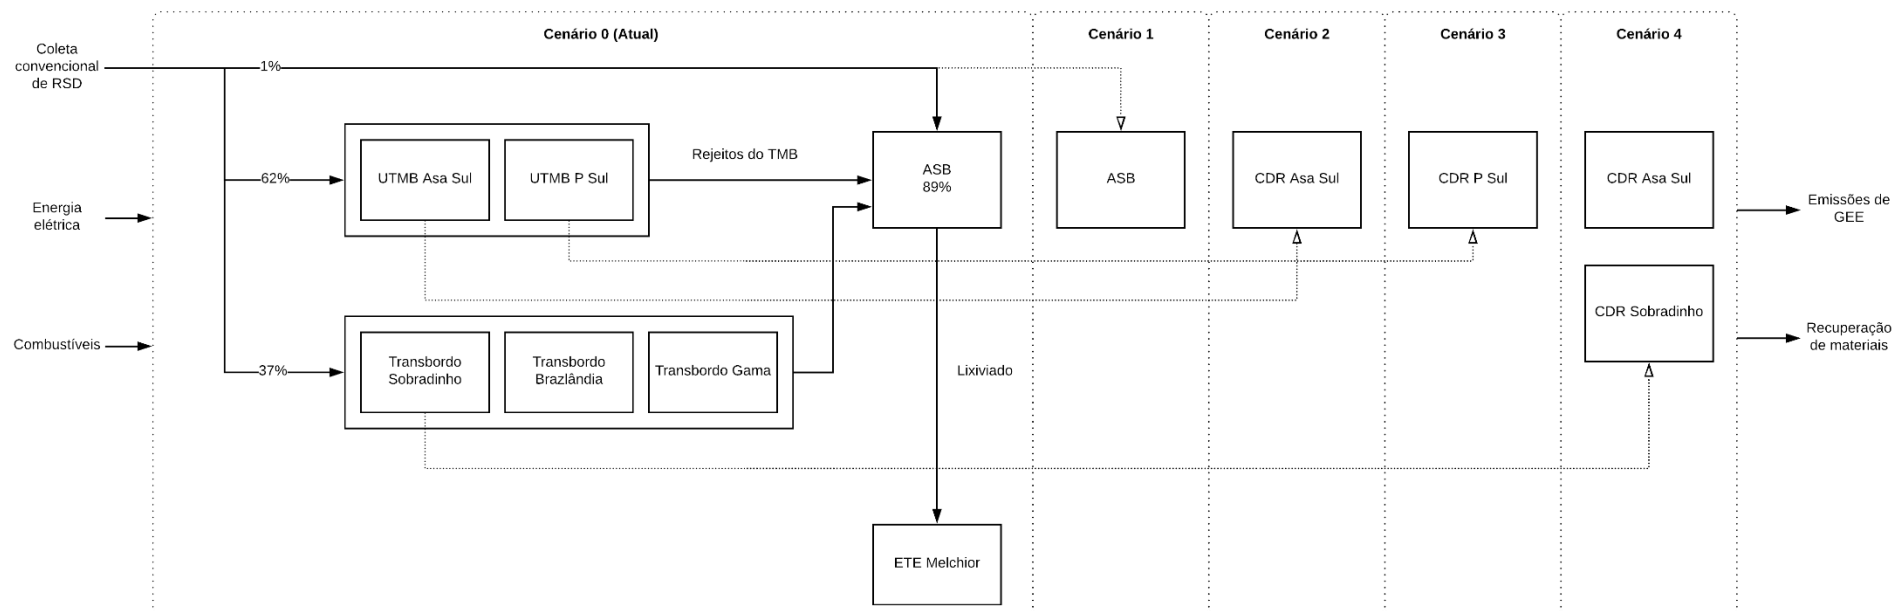 Cenário 0 (Atual)
Cenário 1
Cenário 2
Cenário 3
Cenário 4
Coleta
convencional
de RSD
1%
UTMB Asa Sul
UTMB P Sul
Rejeitos do TMB
ASB
89%
ASB
CDR Asa Sul
CDR P Sul
CDR Asa Sul
62%
Energia
elétrica
Emissões de
GEE
CDR Sobradinho
Combustíveis
37%
Transbordo
Sobradinho
Transbordo
Brazlândia
Transbordo Gama
Lixiviado
Recuperação
de materiais
ETE Melchior